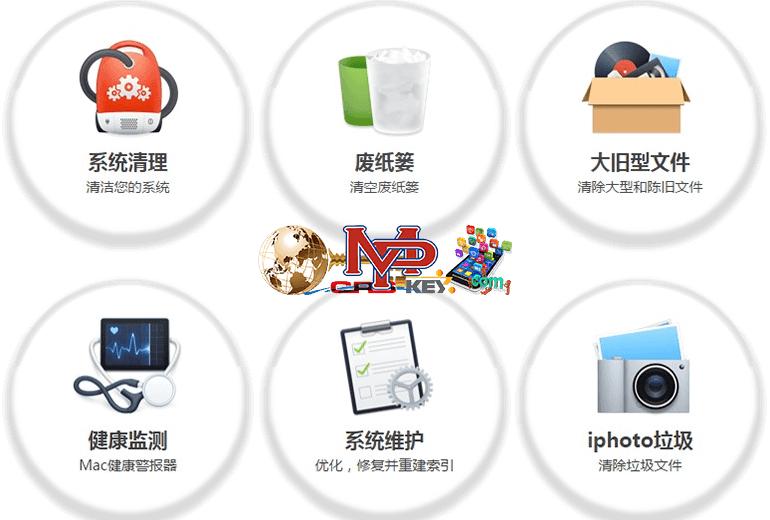 系统清理
清洁您的系统
废纸篓
清空废纸篓
大旧型文件
清除大型和陈旧文件
MYP
CRS-KEY
.Com
健康监测
Mac健康警报器
系统维护
优化，修复并重建索引
iphoto垃圾
清除垃圾文件